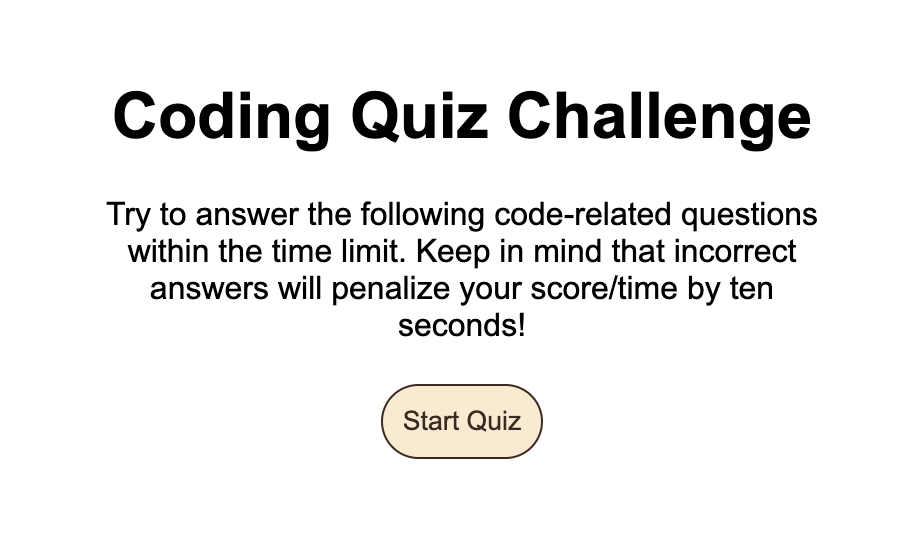 Coding Quiz Challenge
Try to answer the following code-related questions
within the time limit. Keep in mind that incorrect
answers will penalize your score/time by ten
seconds!
Start Quiz